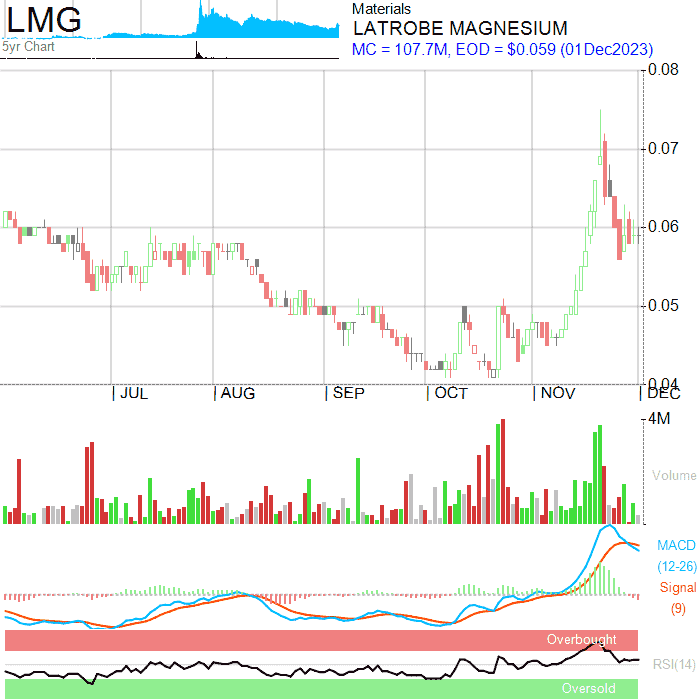 LMG
5yr Chart
Materials
LATROBE MAGNESIUM
MC = 107.7M, EOD = $0.059 (01Dec2023)
0.08
0.07
0.06
0.05
0.04
| JUL | AUG | SEP | OCT | NOV | DEC
4M
Volume
MACD
(12-26)
Signal
(9)
Overbought
RSI(14)
Oversold